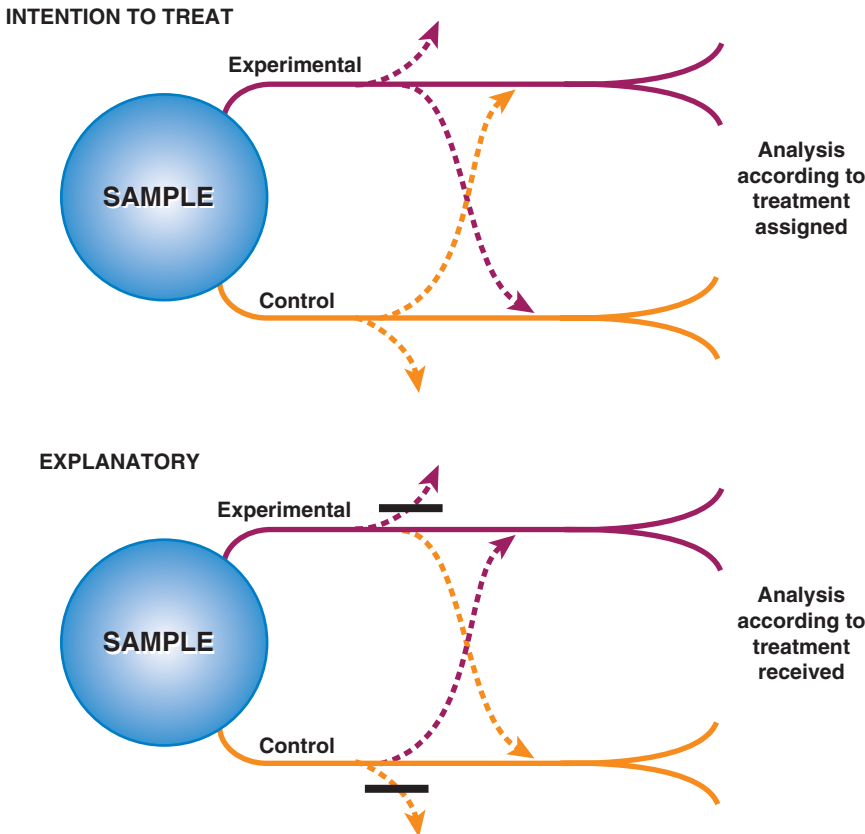 INTENTION TO TREAT
Experimental
SAMPLE
Analysis
according to
treatment
assigned
Control
EXPLANATORY
Experimental
SAMPLE
Analysis
according to
treatment
received
Control